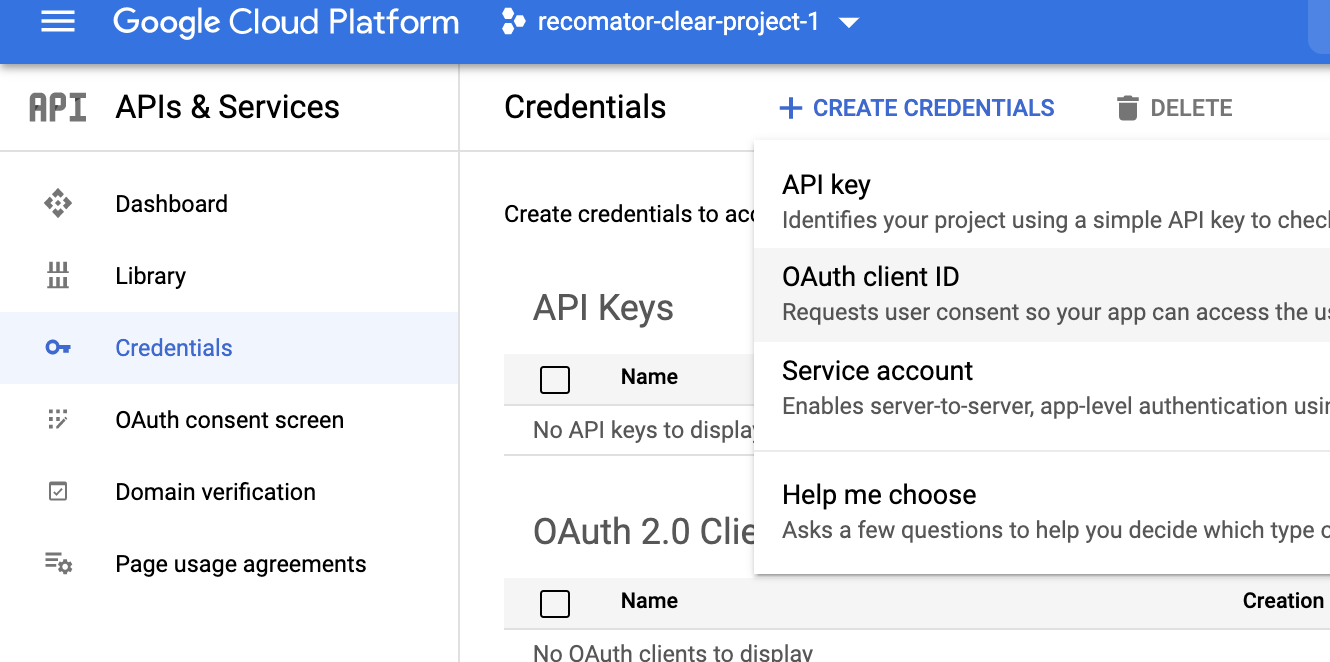 Google Cloud Platform
recomator-clear-project-1
API
APIs & Services
Credentials
CREATE CREDENTIALS
DELETE
Dashboard
Library
Credentials
OAuth consent screen
Domain verification
Page usage agreements
Create credentials to acc
API key
Identifies your project using a simple API key to check
OAuth client ID
Requests user consent so your app can access the us
Service account
Enables server-to-server, app-level authentication usin
Help me choose
Asks a few questions to help you decide which type o
API Keys
Name
No API keys to display
OAuth 2.0 Clie
Name
Creation
No OAuth clients to display